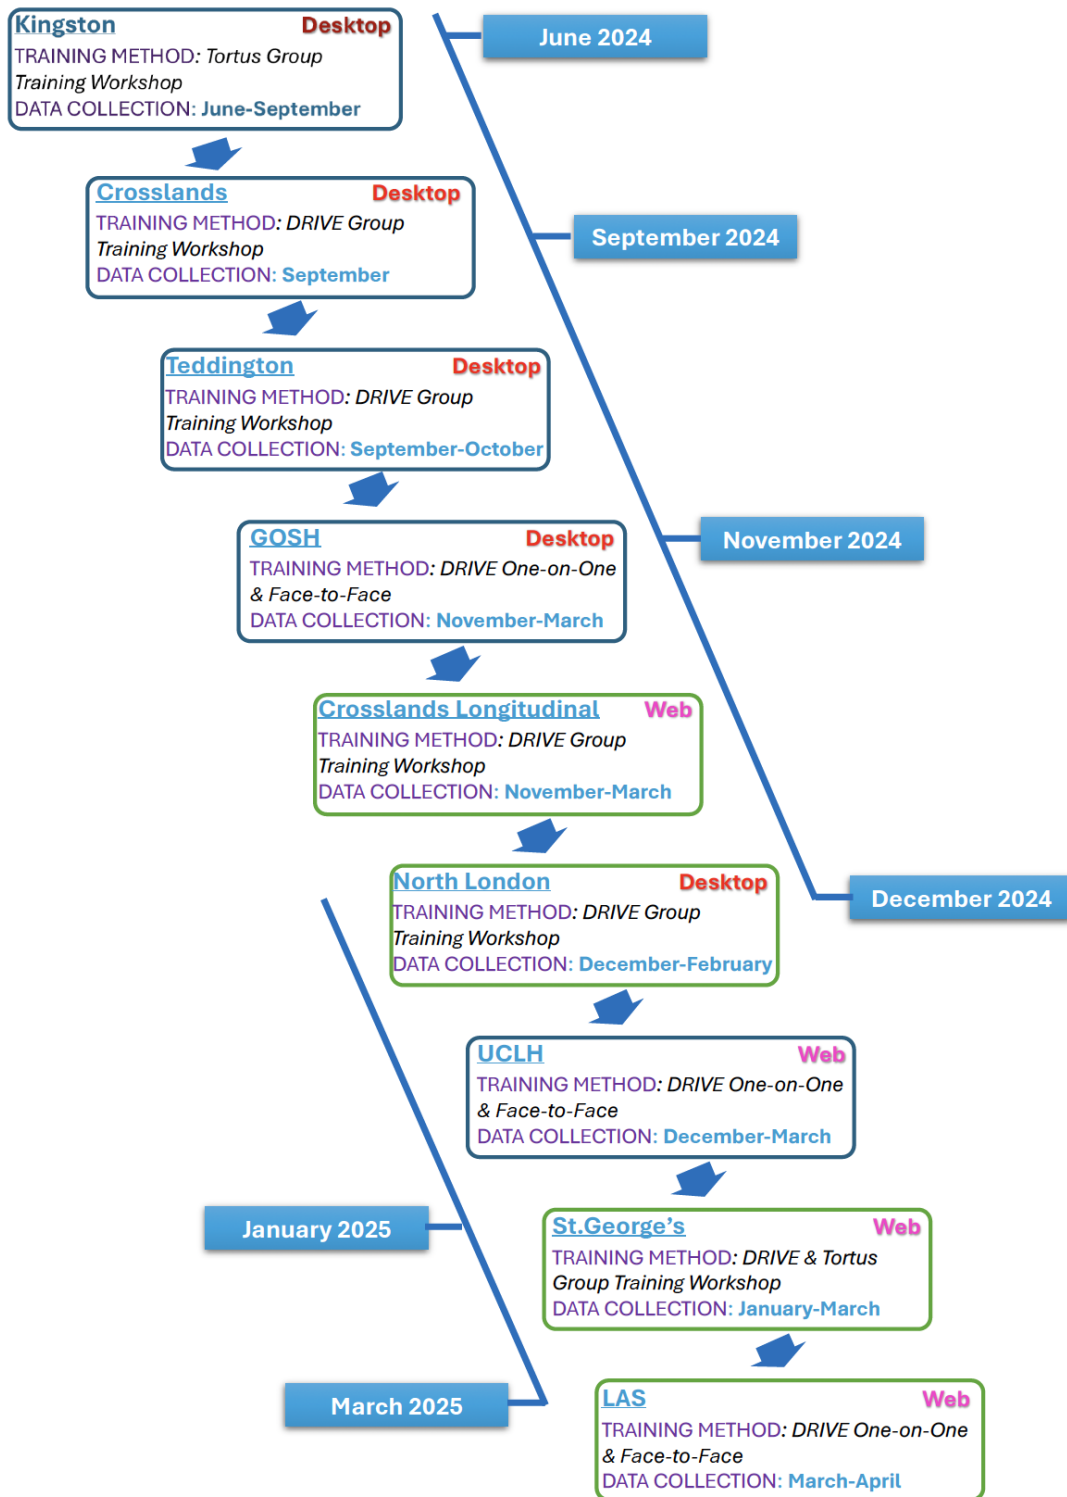 Kingston Desktop
TRAINING METHOD: Tortus Group
Training Workshop
DATA COLLECTION: June-September
June 2024
Crosslands Desktop
TRAINING METHOD: DRIVE Group
Training Workshop
DATA COLLECTION: September
September 2024
Teddington Desktop
TRAINING METHOD: DRIVE Group
Training Workshop
DATA COLLECTION: September-October
GOSH Desktop
TRAINING METHOD: DRIVE One-on-One
& Face-to-Face
DATA COLLECTION: November-March
November 2024
Crosslands Longitudinal Web
TRAINING METHOD: DRIVE Group
Training Workshop
DATA COLLECTION: November-March
North London Desktop
TRAINING METHOD: DRIVE Group
Training Workshop
DATA COLLECTION: December-February
December 2024
UCLH Web
TRAINING METHOD: DRIVE One-on-One
& Face-to-Face
DATA COLLECTION: December-March
January 2025
St.George's Web
TRAINING METHOD: DRIVE & Tortus
Group Training Workshop
DATA COLLECTION: January-March
March 2025
LAS Web
TRAINING METHOD: DRIVE One-on-One
& Face-to-Face
DATA COLLECTION: March-April